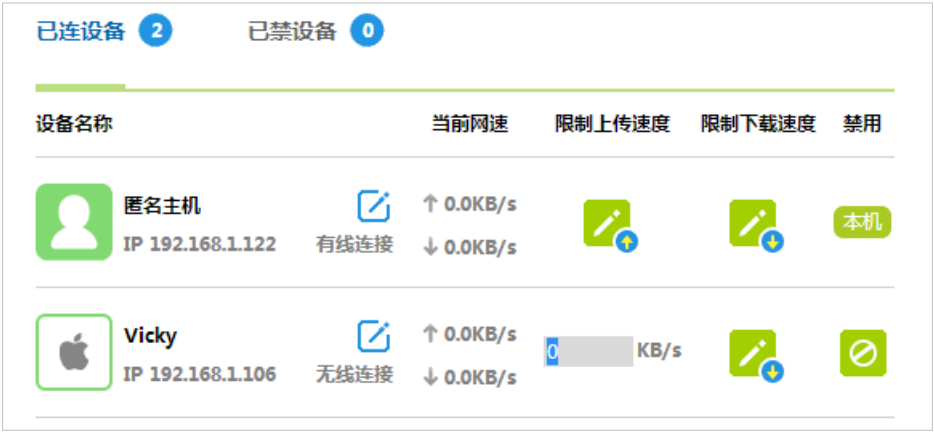 已连设备 2 已禁设备 0
设备名称 当前网速 限制上传速度 限制下载速度 禁用
匿名主机 ↑ 0.0KB/s 本机
IP 192.168.1.122 有线连接 ↓ 0.0KB/s
Vicky ↑ 0.0KB/s 0 KB/s
IP 192.168.1.106 无线连接 ↓ 0.0KB/s